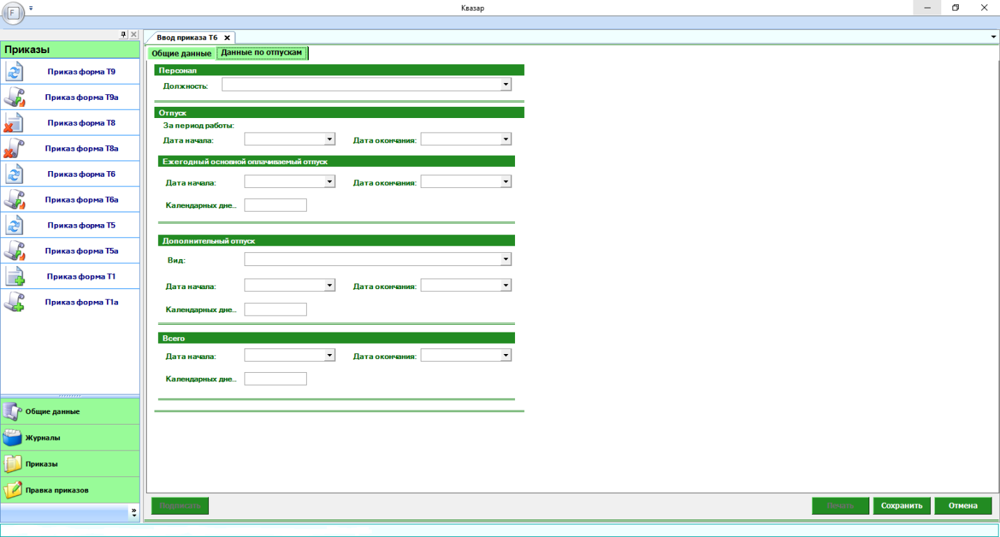 F
Квазар
Приказы
Приказ форма Т9
Приказ форма Т9а
Приказ форма Т8
Приказ форма Т8а
Приказ форма Т6
Приказ форма Т6а
Приказ форма Т5
Приказ форма Т5а
Приказ форма Т1
Приказ форма Т1а
Общие данные
Журналы
Приказы
Правка приказов
Ввод приказа Т6
Общие данные Данные по отпускам
Персонал
Должность:
Отпуск
За период работы:
Дата начала: Дата окончания:
Ежегодный основной оплачиваемый отпуск
Дата начала: Дата окончания:
Календарных дне...
Дополнительный отпуск
Вид:
Дата начала: Дата окончания:
Календарных дне...
Всего
Дата начала: Дата окончания:
Календарных дне...
Подписать Печать Сохранить Отмена